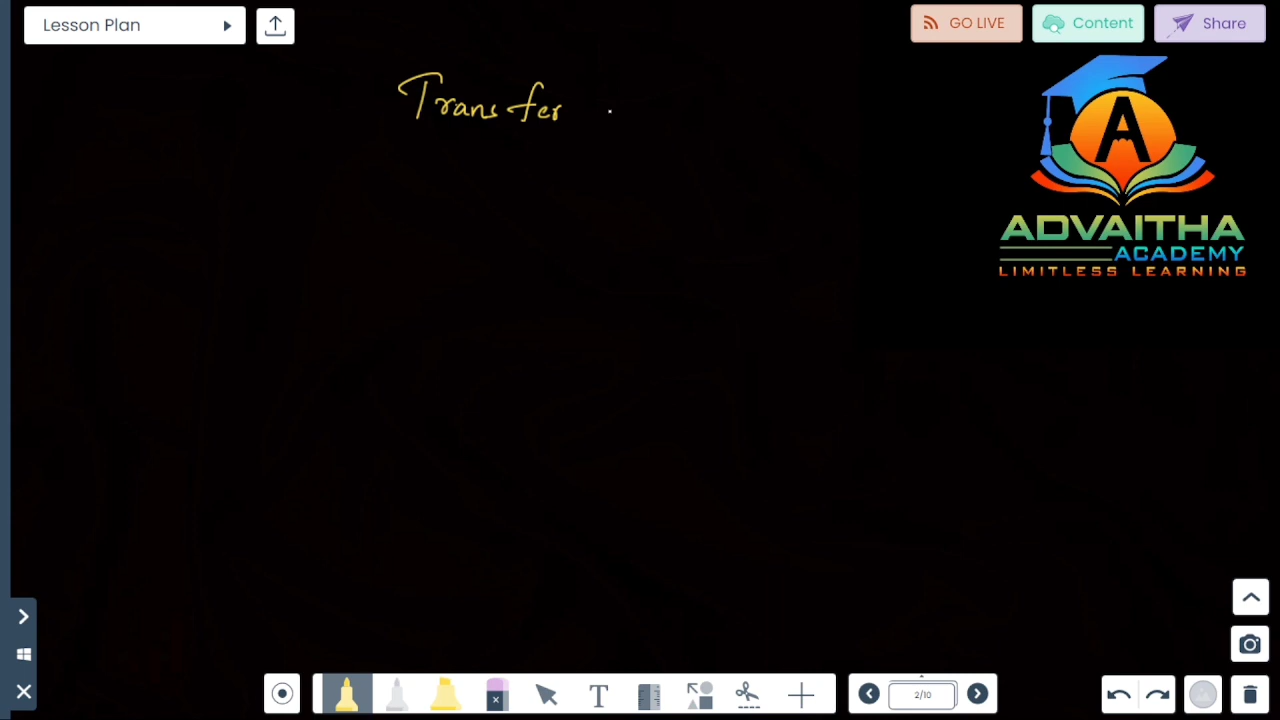 Lesson Plan
GO LIVE
Content
Share
Transfer
A
ADVAITHA
ACADEMY
LIMITLESS LEARNING
T
2/10